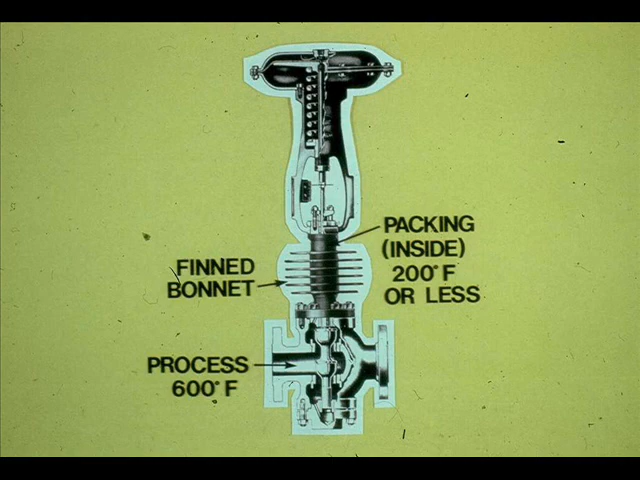 PACKING
(INSIDE)
200°F
OR LESS
FINNED
BONNET
PROCESS
600°F